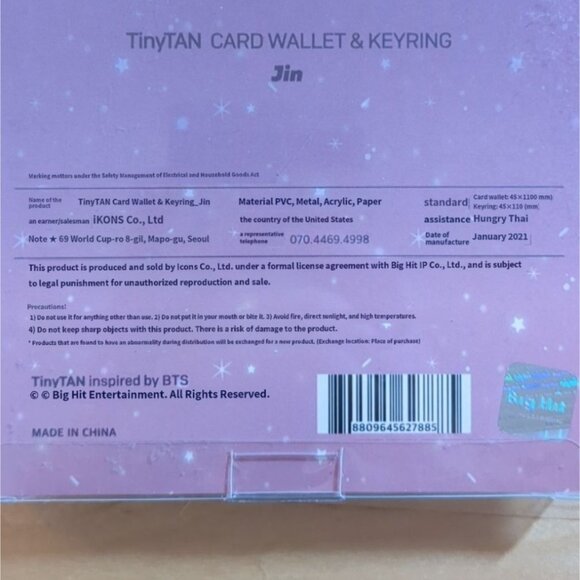 TinyTAN CARD WALLET & KEYRING
Jin
Marking matters under the Safety Management of Electrical and Household Goods Act
Name of the product TinyTAN Card Wallet & Keyring_Jin Material PVC, Metal, Acrylic, Paper standard Card wallet: 45×1100 mm) Keyring: 45×110 (mm)
an earner/salesman iKONS Co., Ltd the country of the United States assistance Hungry Thai
Note ★ 69 World Cup-ro 8-gil, Mapo-gu, Seoul a representative telephone 070.4469.4998 Date of manufacture January 2021
This product is produced and sold by Icons Co., Ltd. under a formal license agreement with Big Hit IP Co., Ltd., and is subject
to legal punishment for unauthorized reproduction and sale.
Precautions!
1) Do not use it for anything other than use. 2) Do not put it in your mouth or bite it. 3) Avoid fire, direct sunlight, and high temperatures.
4) Do not keep sharp objects with this product. There is a risk of damage to the product.
* Products that are found to have an abnormality during distribution will be exchanged for a new product. (Exchange location: Place of purchase)
TinyTAN inspired by BTS
© © Big Hit Entertainment. All Rights Reserved.
Big Hit
8809645627885
MADE IN CHINA